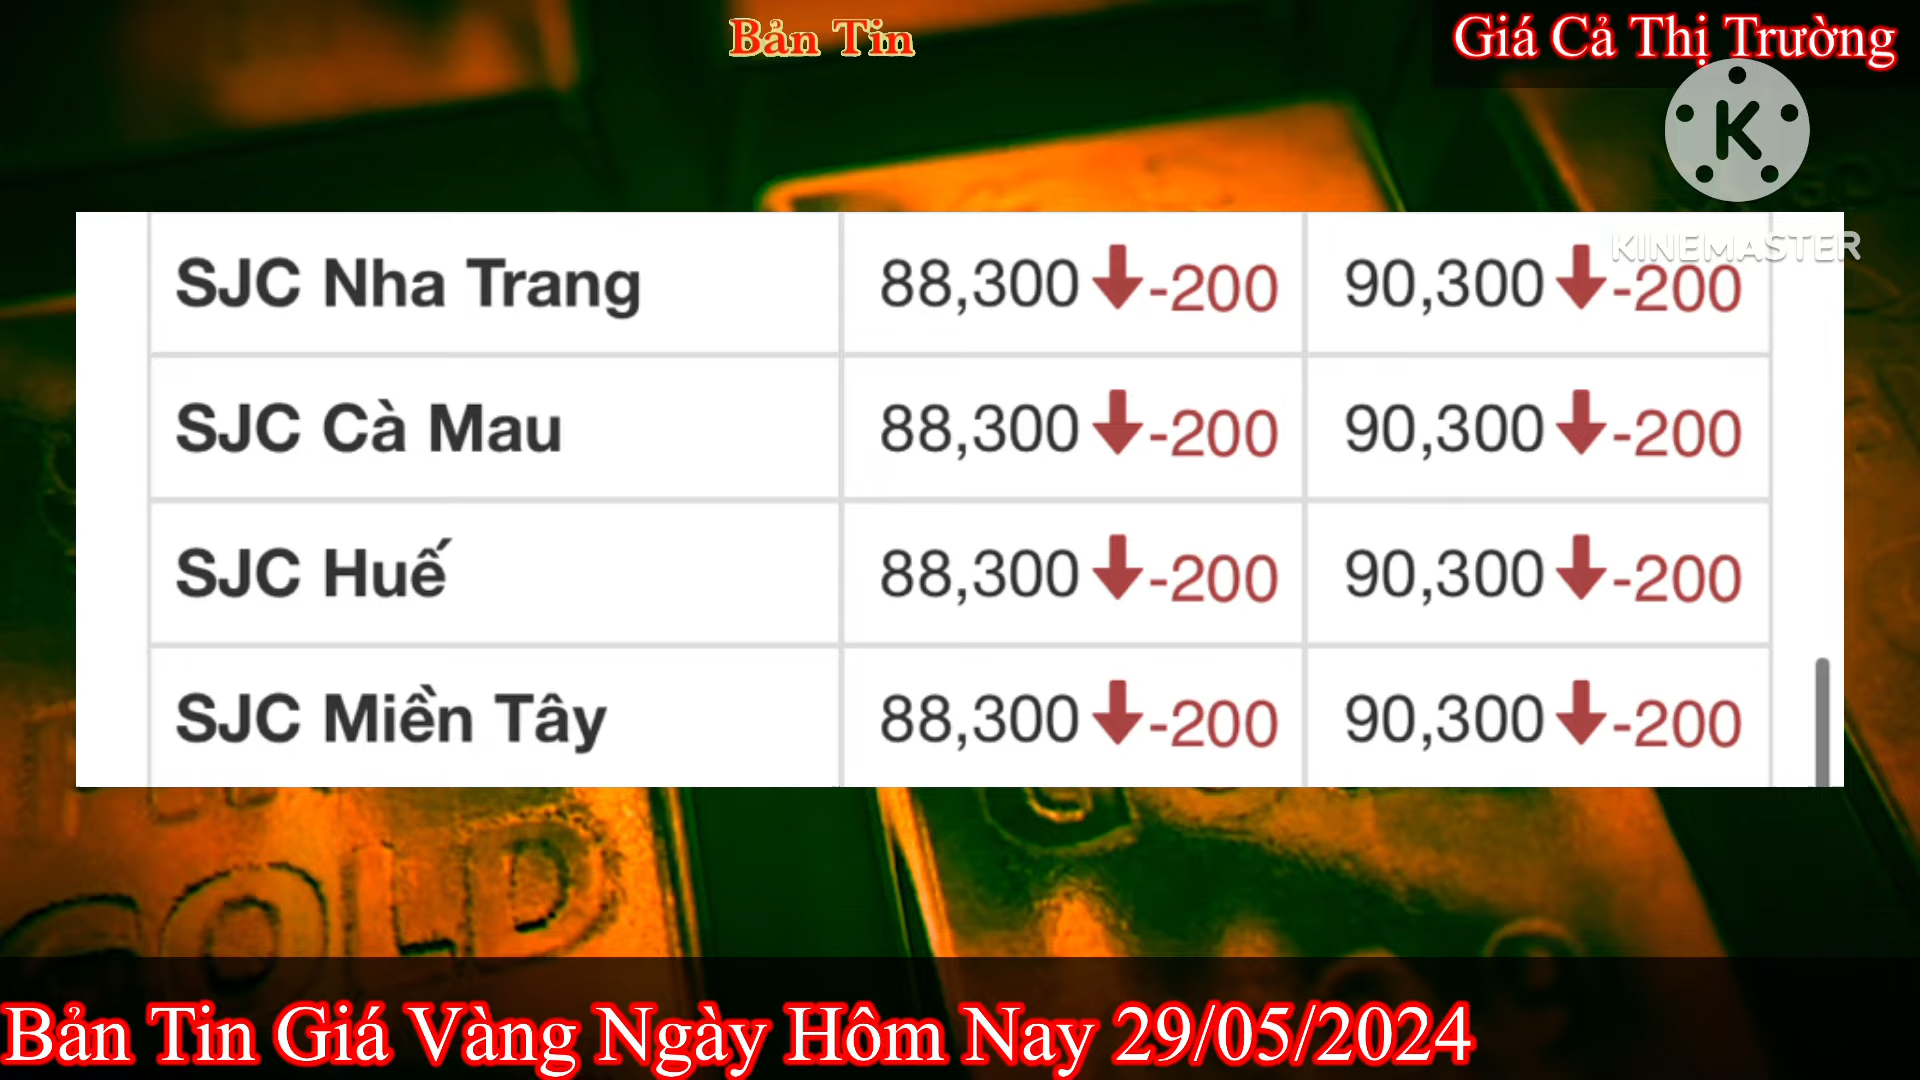 Bản Tin
Giá Cả Thị Trường
K
KINEMASTER
SJC Nha Trang 88,300 -200 90,300 -200
SJC Cà Mau 88,300 -200 90,300 -200
SJC Huế 88,300 -200 90,300 -200
SJC Miền Tây 88,300 -200 90,300 -200
GOLD
Bản Tin Giá Vàng Ngày Hôm Nay 29/05/2024